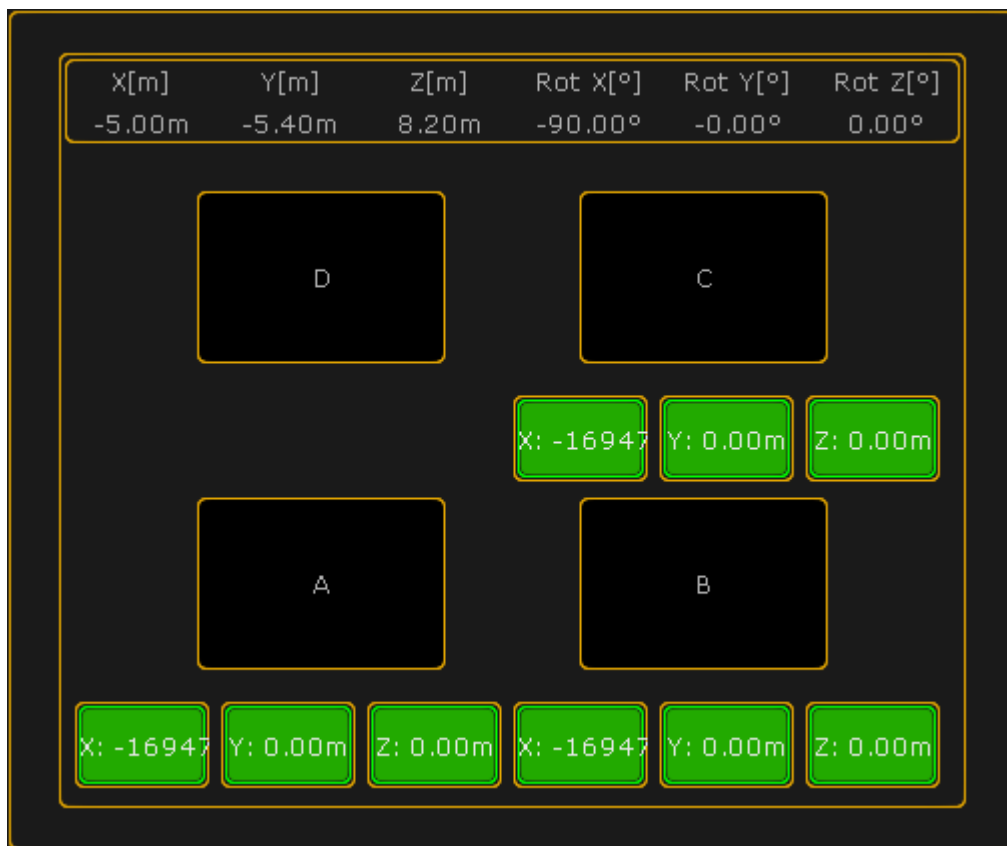 X[m] Y[m] Z[m] Rot X[°] Rot Y[°] Rot Z[°]
-5.00m -5.40m 8.20m -90.00° -0.00° 0.00°
D C
X: -16947 Y: 0.00m Z: 0.00m
A B
X: -16947 Y: 0.00m Z: 0.00m X: -16947 Y: 0.00m Z: 0.00m